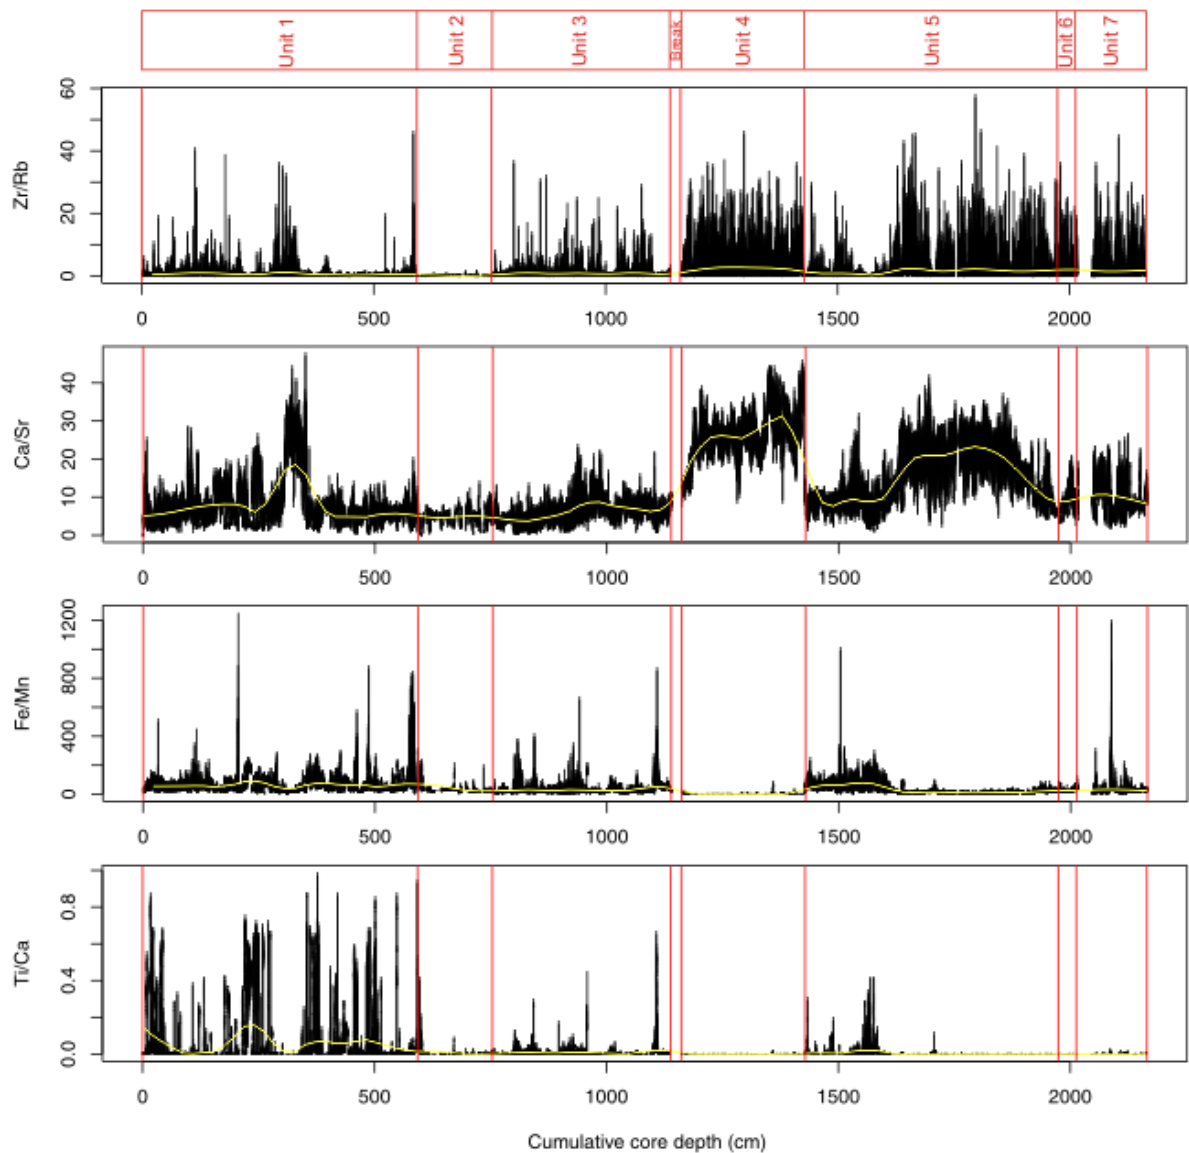 Unit 1
Unit 2
Unit 3
Break
Unit 4
Unit 5
Unit 6
Unit 7
Zr/Rb
60
40
20
0
0 500 1000 1500 2000
Ca/Sr
40
30
20
10
0
0 500 1000 1500 2000
Fe/Mn
1200
800
400
0
0 500 1000 1500 2000
Ti/Ca
0.8
0.4
0.0
0 500 1000 1500 2000
Cumulative core depth (cm)